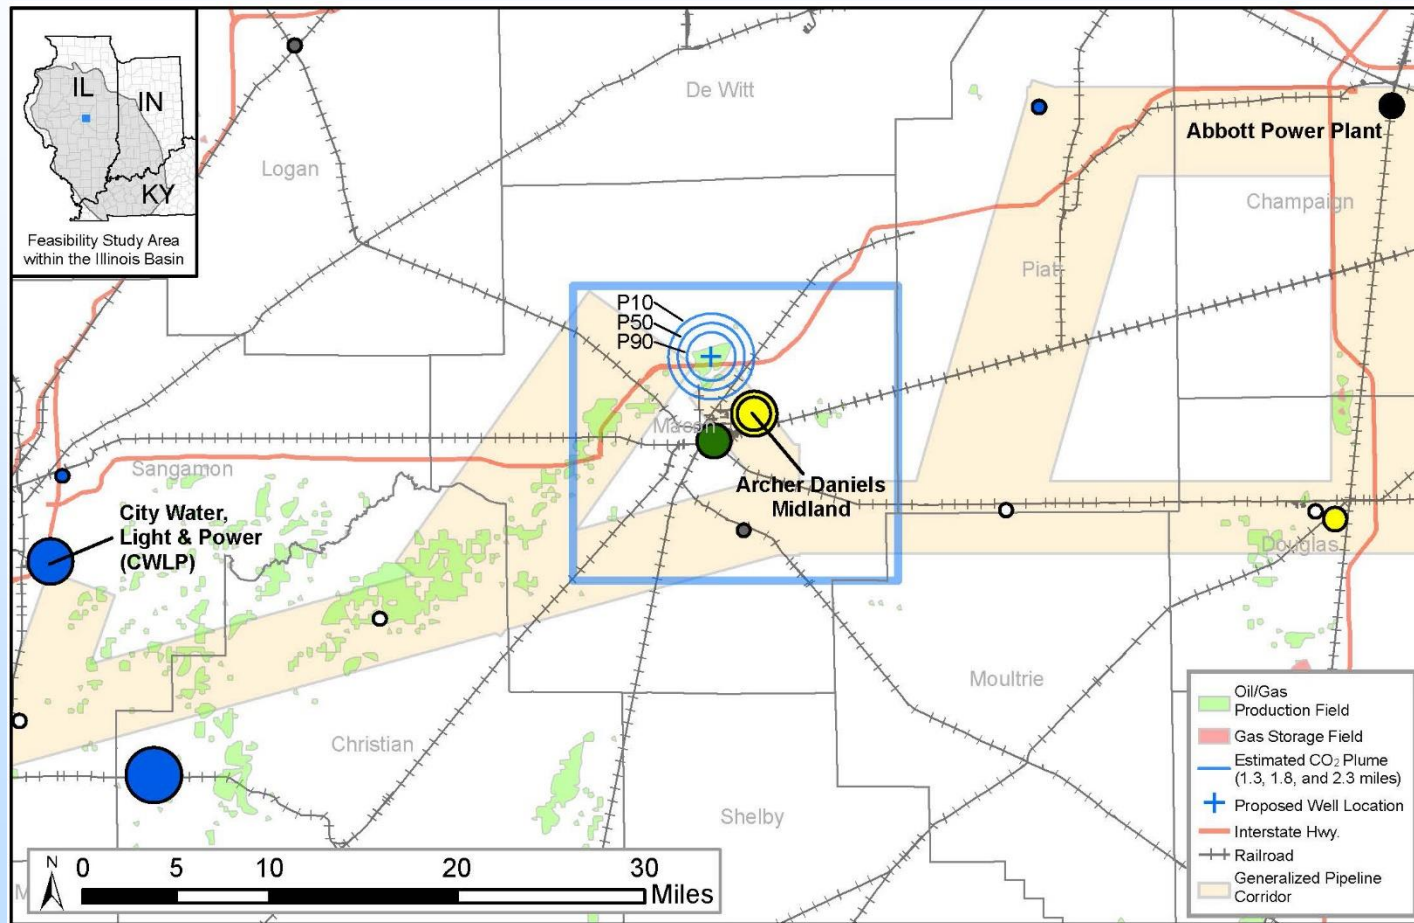 IL
IN
KY
Feasibility Study Area
within the Illinois Basin
De Witt
Logan
Abbott Power Plant
Champaign
Piatt
P10
P50
P90
Macon
Archer Daniels
Midland
Sangamon
City Water,
Light & Power
(CWLP)
Douglas
Moultrie
Christian
Shelby
Oil/Gas
Production Field
Gas Storage Field
Estimated CO₂ Plume
(1.3, 1.8, and 2.3 miles)
Proposed Well Location
Interstate Hwy.
Railroad
Generalized Pipeline
Corridor
N
0 5 10 20 30
Miles